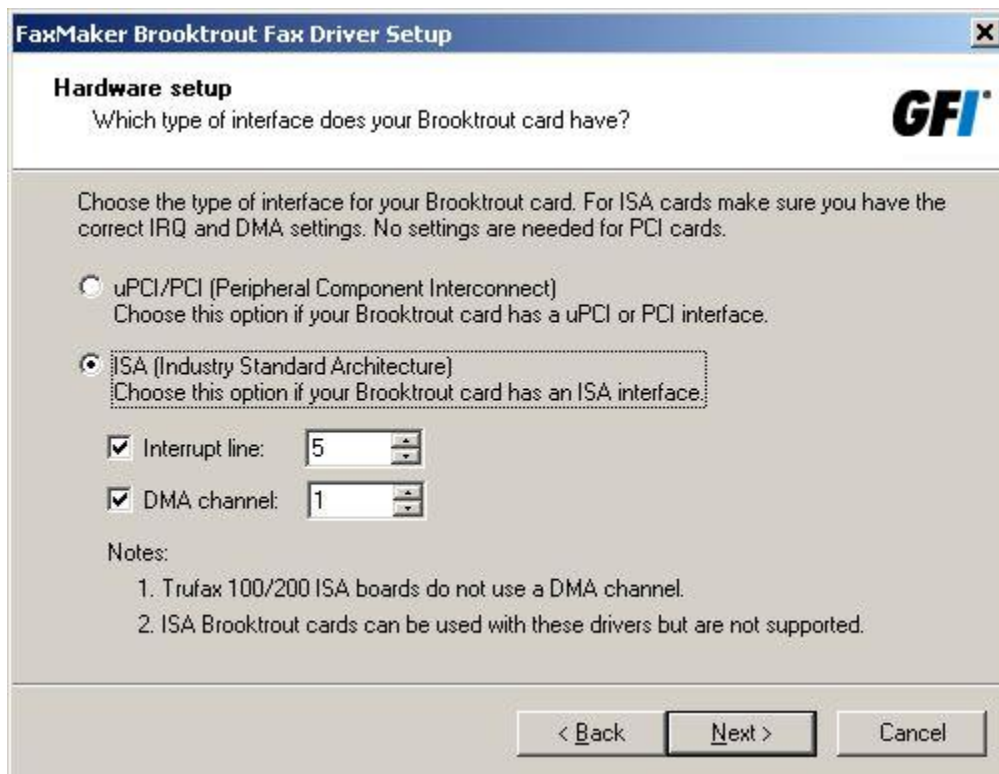 FaxMaker Brooktrout Fax Driver Setup
Hardware setup
Which type of interface does your Brooktrout card have?
GFI
Choose the type of interface for your Brooktrout card. For ISA cards make sure you have the
correct IRQ and DMA settings. No settings are needed for PCI cards.
uPCI/PCI (Peripheral Component Interconnect)
Choose this option if your Brooktrout card has a uPCI or PCI interface.
ISA (Industry Standard Architecture)
Choose this option if your Brooktrout card has an ISA interface.
Interrupt line: 5
DMA channel: 1
Notes:
1. Trufax 100/200 ISA boards do not use a DMA channel.
2. ISA Brooktrout cards can be used with these drivers but are not supported.
< Back Next > Cancel